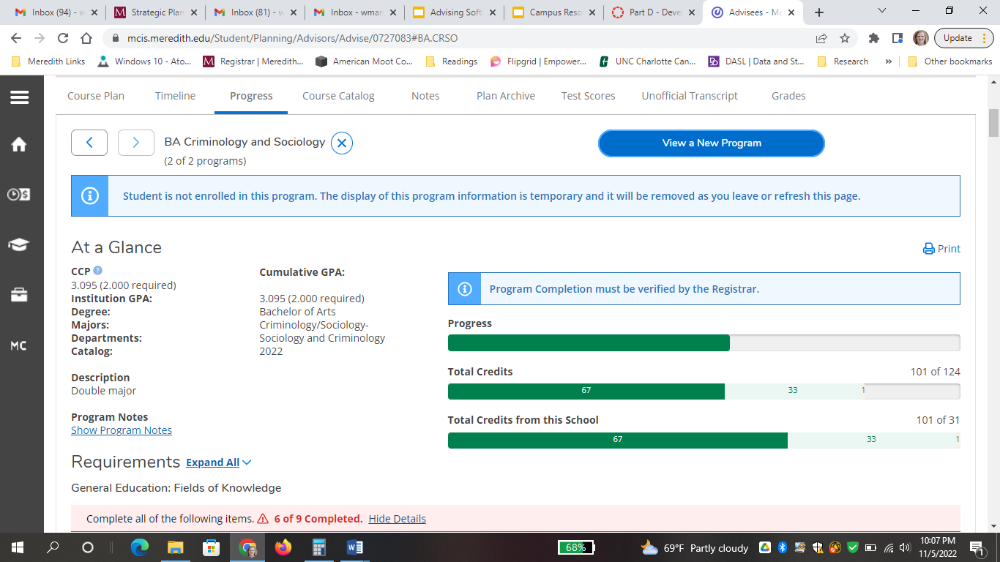 Inbox (94) - w
Strategic Plan
Inbox (81) - w
Inbox - wman
Advising Soft
Campus Reso
Part D - Deve
Advisees - Me
mcis.meredith.edu/Student/Planning/Advisors/Advise/0727083#BA.CRSO
Update
Meredith Links
Windows 10 - Ato...
Registrar | Meredith...
American Moot Co...
Readings
Flipgrid | Empower...
UNC Charlotte Can...
DASL | Data and St...
Research
»
Other bookmarks
Course Plan
Timeline
Progress
Course Catalog
Notes
Plan Archive
Test Scores
Unofficial Transcript
Grades
BA Criminology and Sociology
(2 of 2 programs)
View a New Program
Student is not enrolled in this program. The display of this program information is temporary and it will be removed as you leave or refresh this page.
At a Glance
Print
CCP ?
Cumulative GPA:
3.095 (2.000 required)
Institution GPA: 3.095 (2.000 required)
Degree: Bachelor of Arts
Majors: Criminology/Sociology-
Departments: Sociology and Criminology
Catalog: 2022
Description
Double major
Program Notes
Show Program Notes
Program Completion must be verified by the Registrar.
Progress
Total Credits 101 of 124
67 33 1
Total Credits from this School 101 of 31
67 33 1
Requirements Expand All
General Education: Fields of Knowledge
Complete all of the following items. 6 of 9 Completed. Hide Details
MC
68%
69°F Partly cloudy
10:07 PM
11/5/2022
1